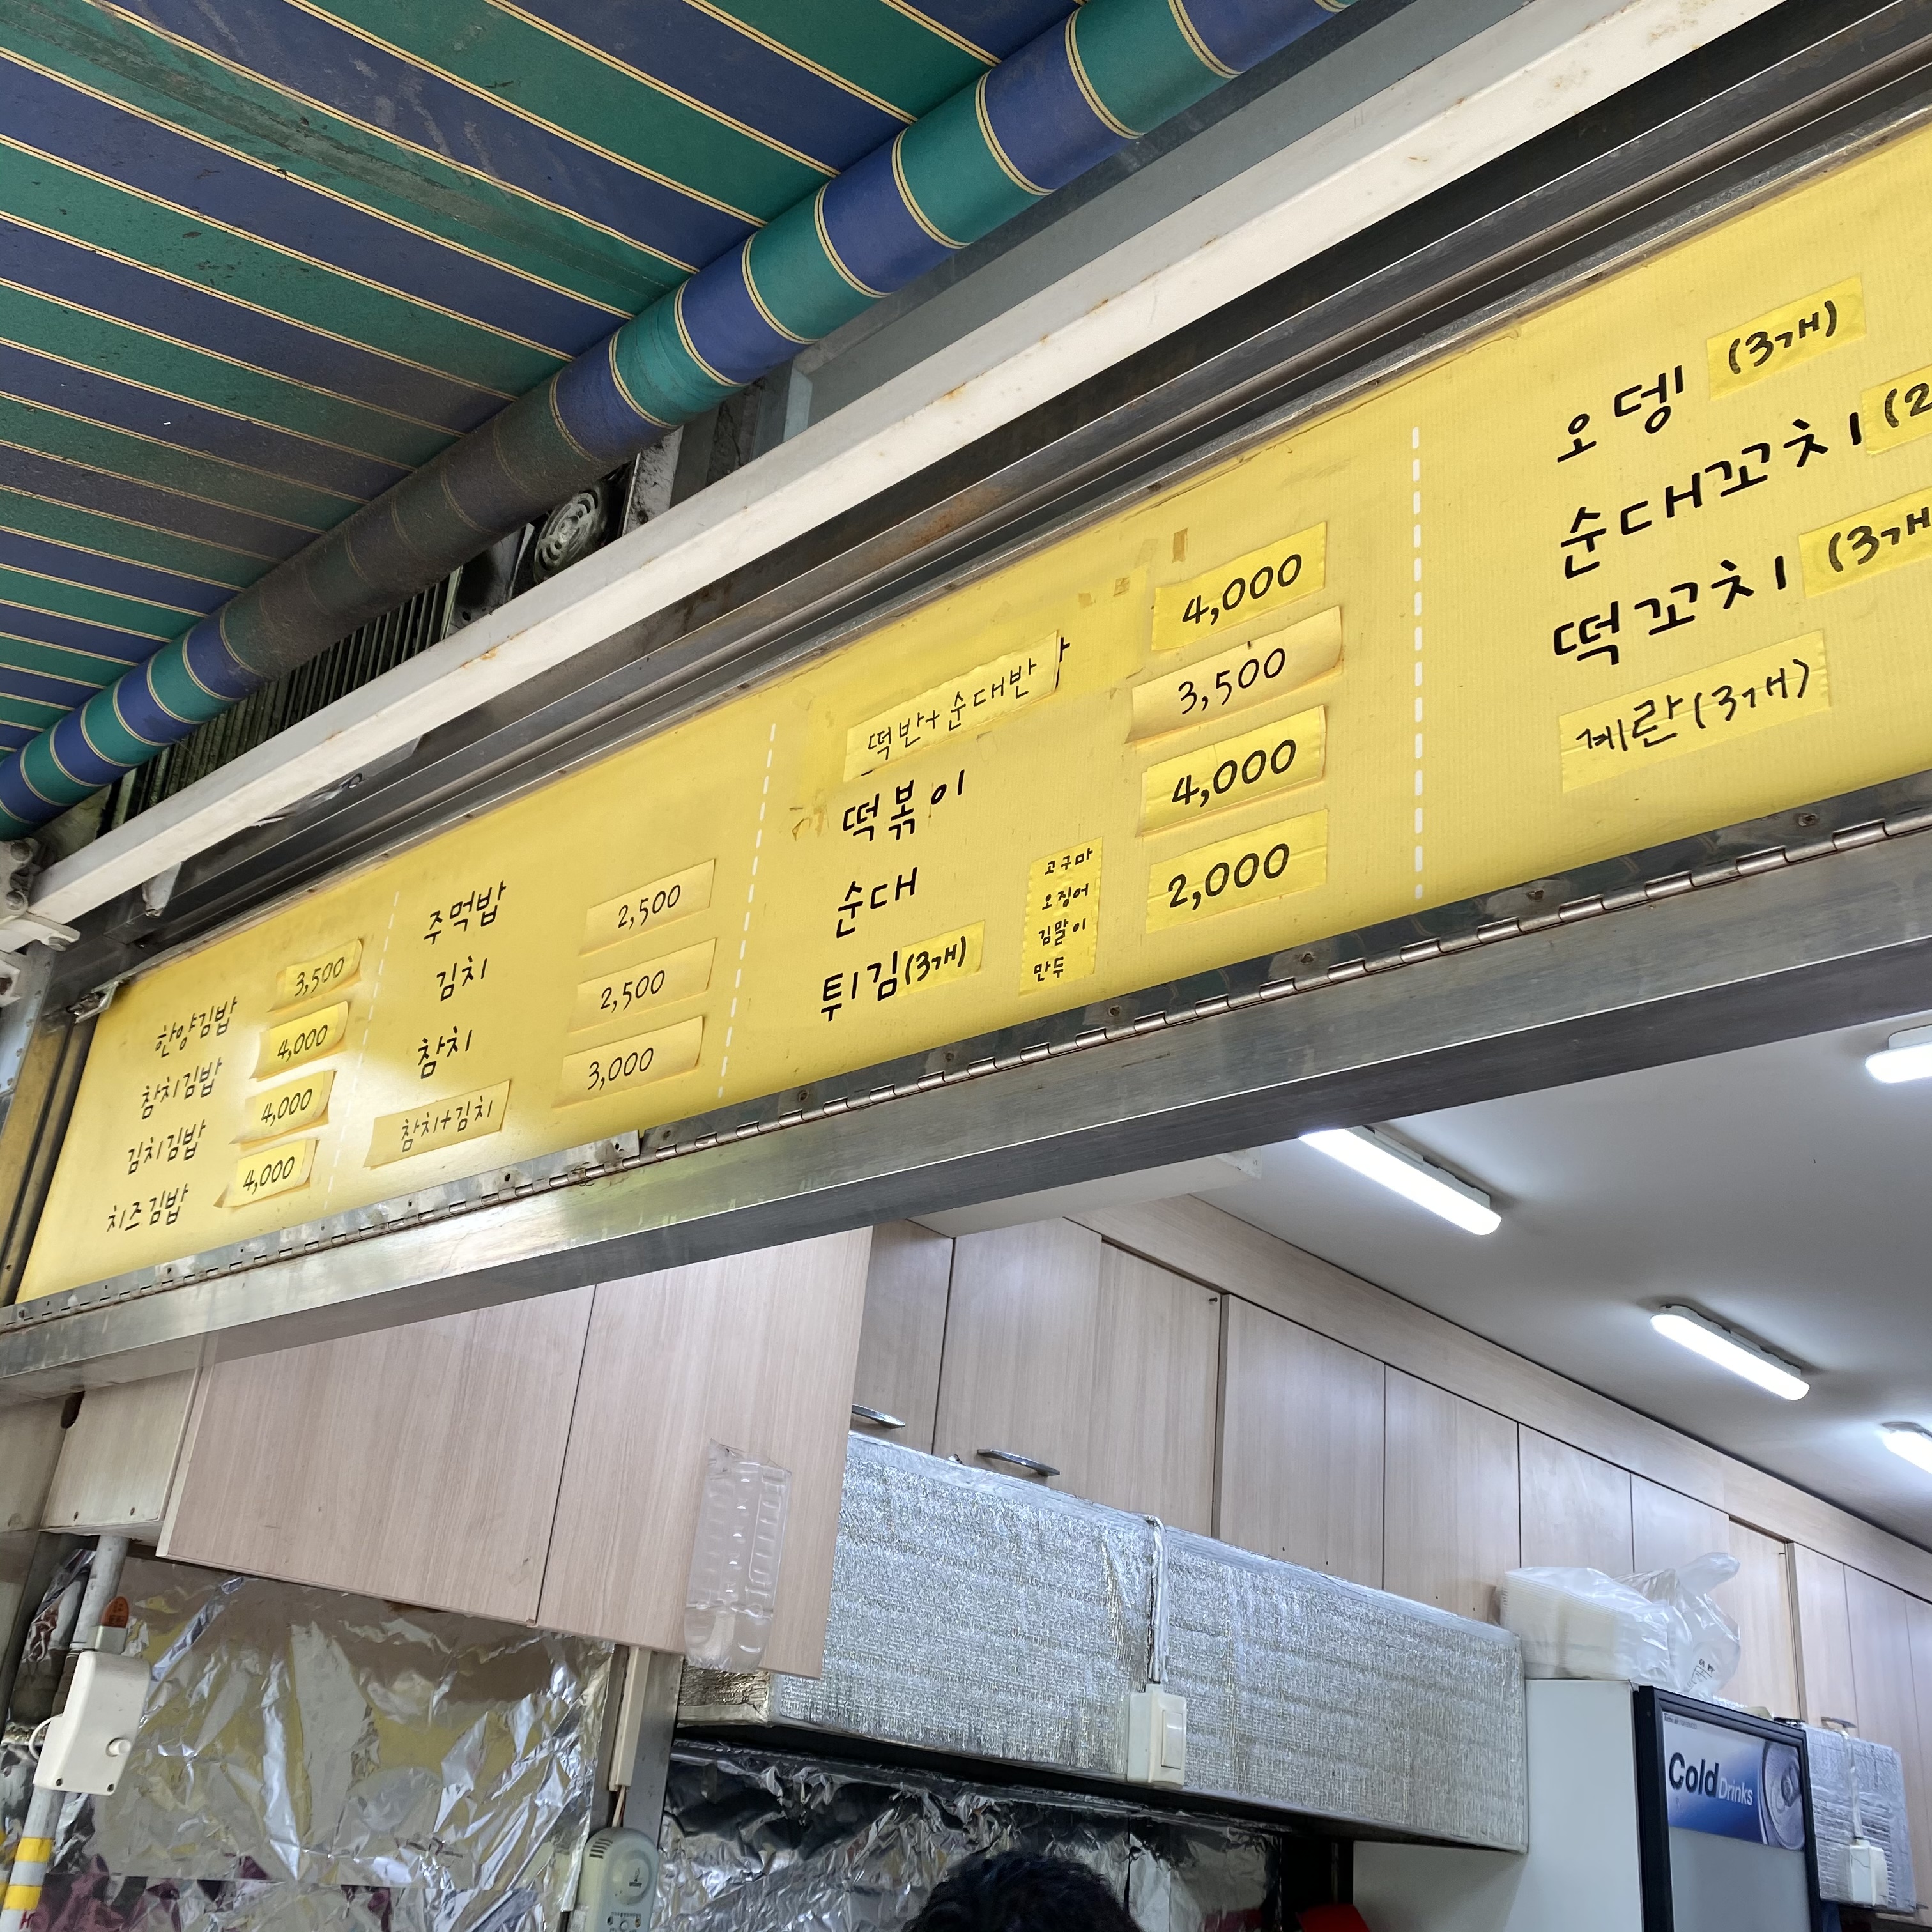 한양김밥 3,500
참치김밥 4,000
김치김밥 4,000
치즈김밥 4,000
주먹밥
김치 2,500
참치 2,500
참치+김치 3,000
떡반+순대반 4,000
떡볶이 3,500
순대 4,000
튀김(3개) 고구마 오징어 김말이 만두 2,000
오뎅 (3개)
순대꼬치 (2
떡꼬치 (3개
계란(3개)
Cold Drinks